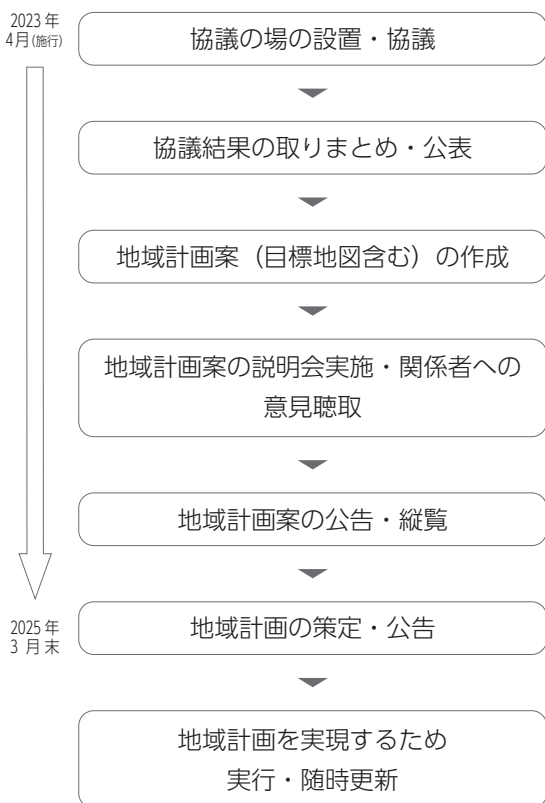 2023年
4月(施行)
協議の場の設置・協議
協議結果の取りまとめ・公表
地域計画案（目標地図含む）の作成
地域計画案の説明会実施・関係者への
意見聴取
地域計画案の公告・縦覧
2025年
3月末
地域計画の策定・公告
地域計画を実現するため
実行・随時更新